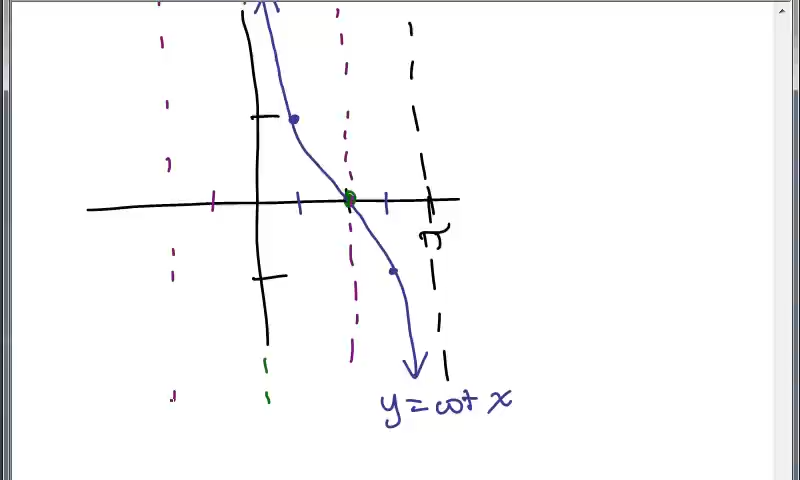 π
y = cot x